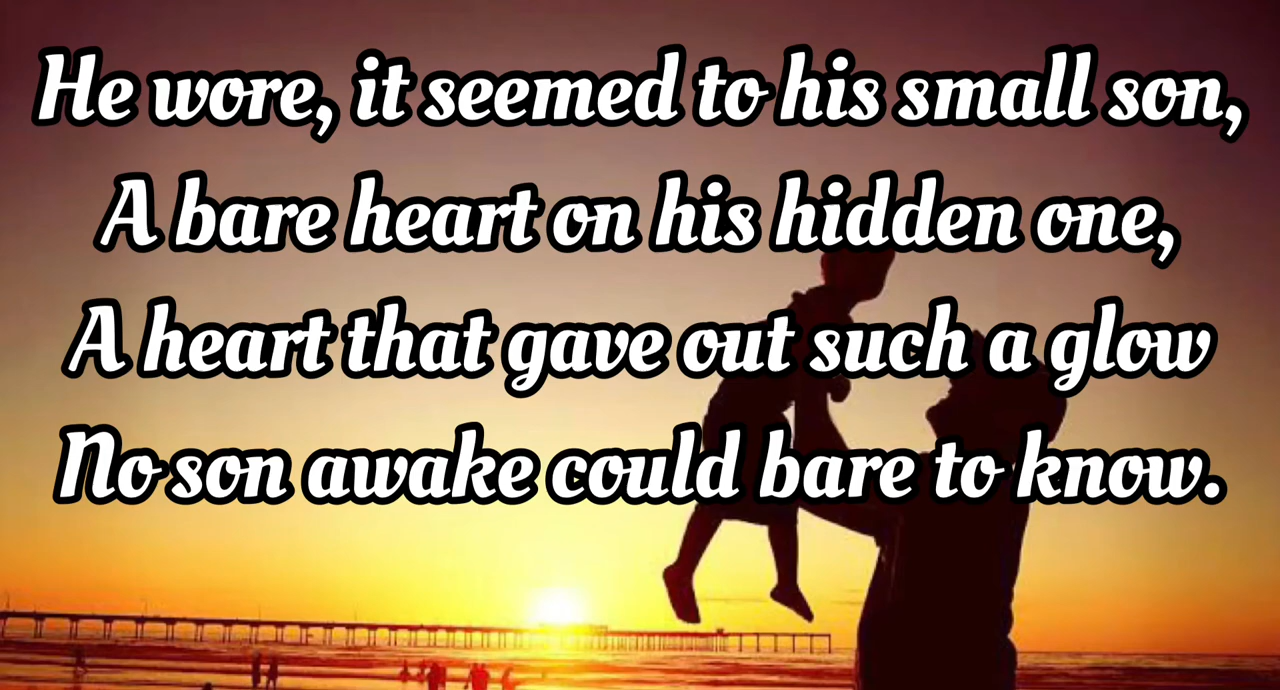 He wore, it seemed to his small son,
A bare heart on his hidden one,
A heart that gave out such a glow
No son awake could bare to know.